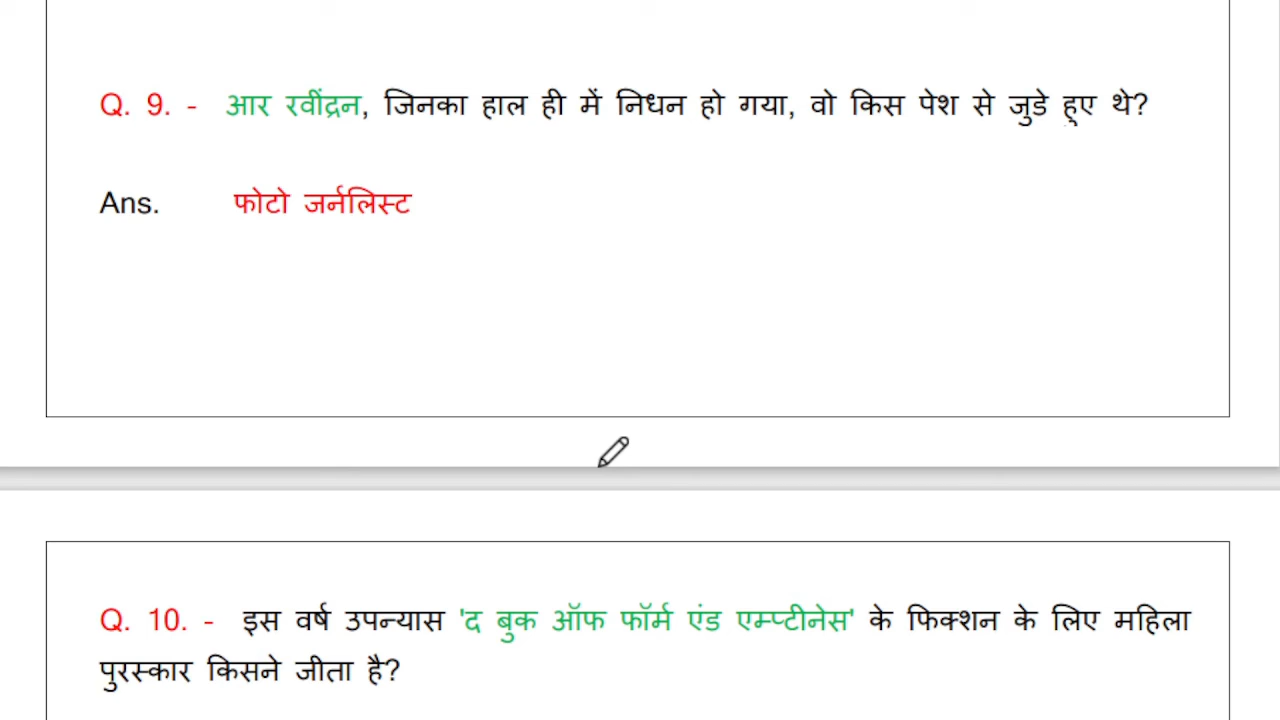 Q. 9. - आर रवींद्रन, जिनका हाल ही में निधन हो गया, वो किस पेश से जुडे हूए थे?
Ans. फोटो जर्नलिस्ट
Q. 10. - इस वर्ष उपन्यास 'द बुक ऑफ फॉर्म एंड एम्प्टीनेस' के फिक्शन के लिए महिला
पुरस्कार किसने जीता है?